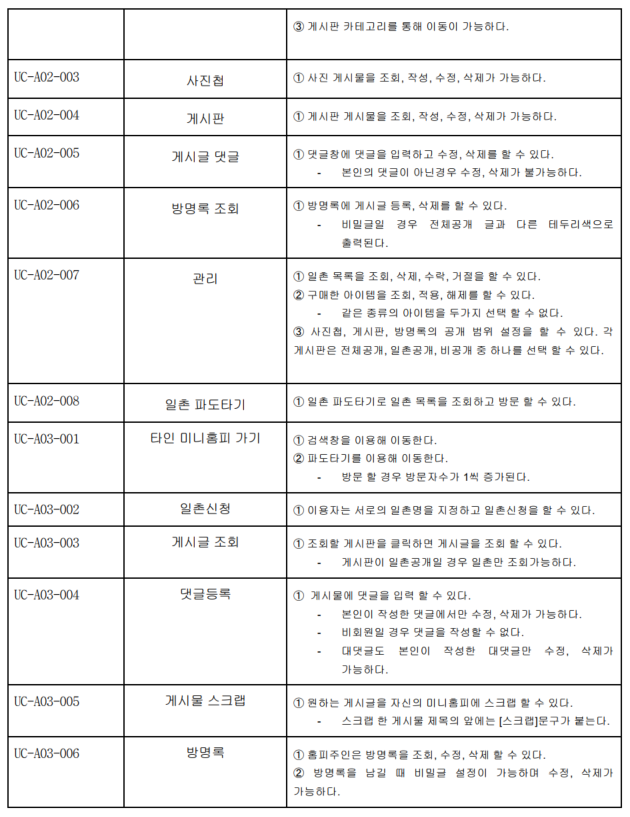 ③ 게시판 카테고리를 통해 이동이 가능하다.
UC-A02-003
사진첩
① 사진 게시물을 조회, 작성, 수정, 삭제가 가능하다.
UC-A02-004
게시판
① 게시판 게시물을 조회, 작성, 수정, 삭제가 가능하다.
UC-A02-005
게시글 댓글
① 댓글창에 댓글을 입력하고 수정, 삭제를 할 수 있다.
- 본인의 댓글이 아닌경우 수정, 삭제가 불가능하다.
UC-A02-006
방명록 조회
① 방명록에 게시글 등록, 삭제를 할 수 있다.
- 비밀글일 경우 전체공개 글과 다른 테두리색으로
출력된다.
UC-A02-007
관리
① 일촌 목록을 조회, 삭제, 수락, 거절을 할 수 있다.
② 구매한 아이템을 조회, 적용, 해제를 할 수 있다.
- 같은 종류의 아이템을 두가지 선택 할 수 없다.
③ 사진첩, 게시판, 방명록의 공개 범위 설정을 할 수 있다. 각
게시판은 전체공개, 일촌공개, 비공개 중 하나를 선택 할 수 있다.
UC-A02-008
일촌 파도타기
① 일촌 파도타기로 일촌 목록을 조회하고 방문 할 수 있다.
UC-A03-001
타인 미니홈피 가기
① 검색창을 이용해 이동한다.
② 파도타기를 이용해 이동한다.
- 방문 할 경우 방문자수가 1씩 증가된다.
UC-A03-002
일촌신청
① 이용자는 서로의 일촌명을 지정하고 일촌신청을 할 수 있다.
UC-A03-003
게시글 조회
① 조회할 게시판을 클릭하면 게시글을 조회 할 수 있다.
- 게시판이 일촌공개일 경우 일촌만 조회가능하다.
UC-A03-004
댓글등록
① 게시물에 댓글을 입력 할 수 있다.
- 본인이 작성한 댓글에서만 수정, 삭제가 가능하다.
- 비회원일 경우 댓글을 작성할 수 없다.
- 대댓글도 본인이 작성한 대댓글만 수정, 삭제가
가능하다.
UC-A03-005
게시물 스크랩
① 원하는 게시글을 자신의 미니홈피에 스크랩 할 수 있다.
- 스크랩 한 게시물 제목의 앞에는 [스크랩]문구가 붙는다.
UC-A03-006
방명록
① 홈피주인은 방명록을 조회, 수정, 삭제 할 수 있다.
② 방명록을 남길 때 비밀글 설정이 가능하며 수정, 삭제가
가능하다.